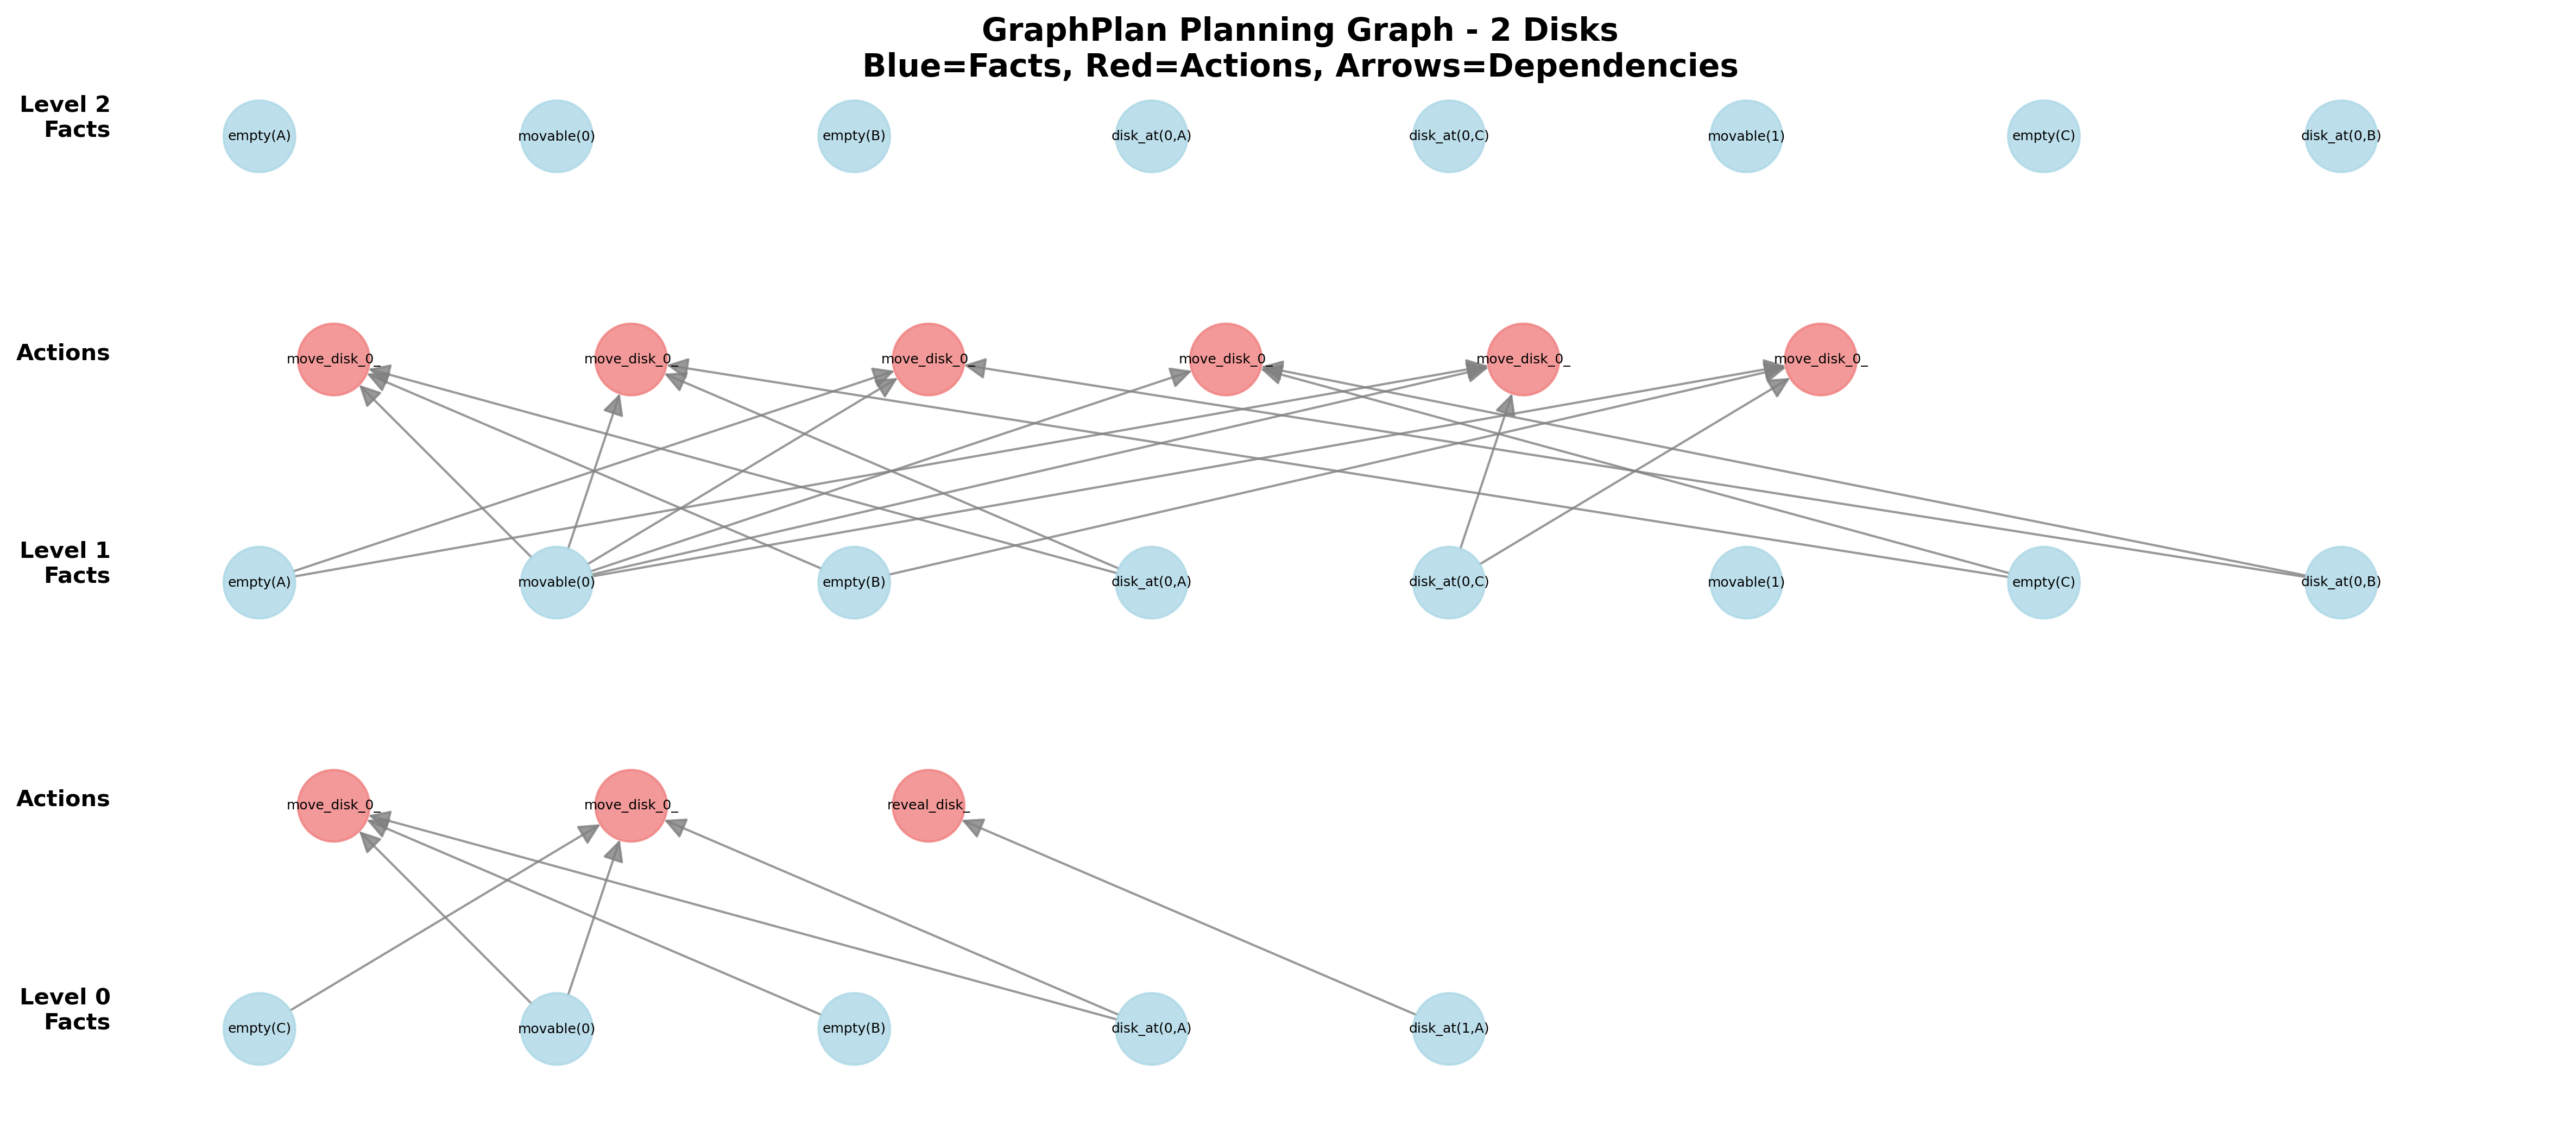 GraphPlan Planning Graph - 2 Disks
Blue=Facts, Red=Actions, Arrows=Dependencies
Level 2
Facts
empty(A) movable(0) empty(B) disk_at(0,A) disk_at(0,C) movable(1) empty(C) disk_at(0,B)
Actions
move_disk_0_ move_disk_0_ move_disk_0_ move_disk_0_ move_disk_0_ move_disk_0_
Level 1
Facts
empty(A) movable(0) empty(B) disk_at(0,A) disk_at(0,C) movable(1) empty(C) disk_at(0,B)
Actions
move_disk_0_ move_disk_0_ reveal_disk_
Level 0
Facts
empty(C) movable(0) empty(B) disk_at(0,A) disk_at(1,A)